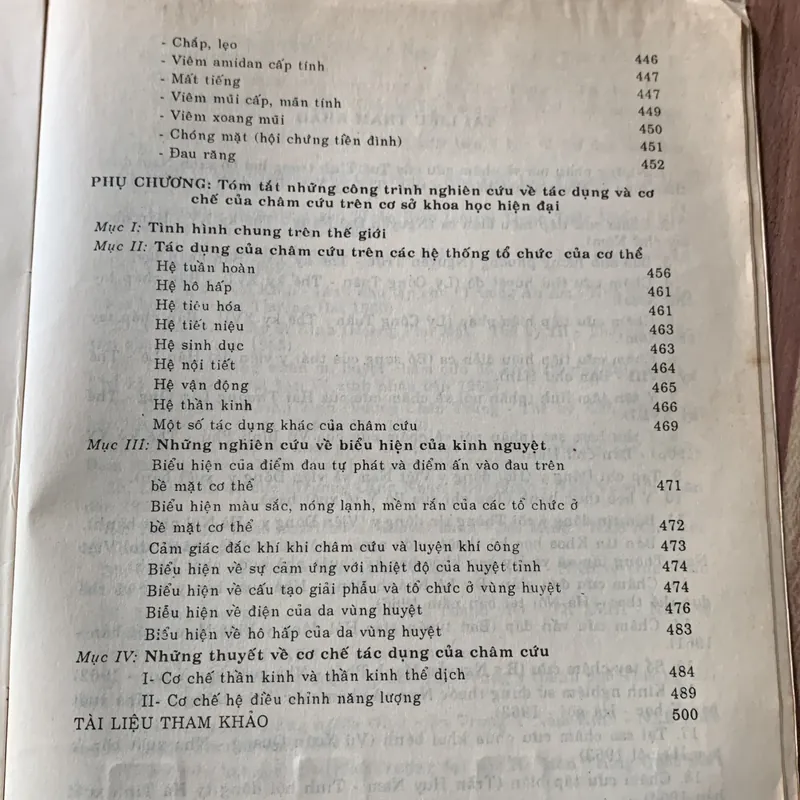 - Chắp, lẹo 446
- Viêm amidan cấp tính 447
- Mất tiếng 447
- Viêm mũi cấp, mãn tính 449
- Viêm xoang mũi 450
- Chóng mặt (hội chứng tiền đình) 451
- Đau răng 452
PHỤ CHƯƠNG: Tóm tắt những công trình nghiên cứu về tác dụng và cơ
chế của châm cứu trên cơ sở khoa học hiện đại
Mục I: Tình hình chung trên thế giới
Mục II: Tác dụng của châm cứu trên các hệ thống tổ chức của cơ thể
Hệ tuần hoàn 456
Hệ hô hấp 461
Hệ tiêu hóa 461
Hệ tiết niệu 463
Hệ sinh dục 463
Hệ nội tiết 464
Hệ vận động 465
Hệ thần kinh 466
Một số tác dụng khác của châm cứu 469
Mục III: Những nghiên cứu về biểu hiện của kinh nguyệt
Biểu hiện của điểm đau tự phát và điểm ấn vào đau trên
bề mặt cơ thể 471
Biểu hiện màu sắc, nóng lạnh, mềm rắn của các tổ chức ở
bề mặt cơ thể 472
Cảm giác đắc khí khi châm cứu và luyện khí công 473
Biểu hiện về sự cảm ứng với nhiệt độ của huyệt tỉnh 474
Biểu hiện về cấu tạo giải phẫu và tổ chức ở vùng huyệt 474
Biểu hiện về điện của da vùng huyệt 476
Biểu hiện về hô hấp của da vùng huyệt 483
Mục IV: Những thuyết về cơ chế tác dụng của châm cứu
I- Cơ chế thần kinh và thần kinh thể dịch 484
II- Cơ chế hệ điều chỉnh năng lượng 489
TÀI LIỆU THAM KHẢO 500